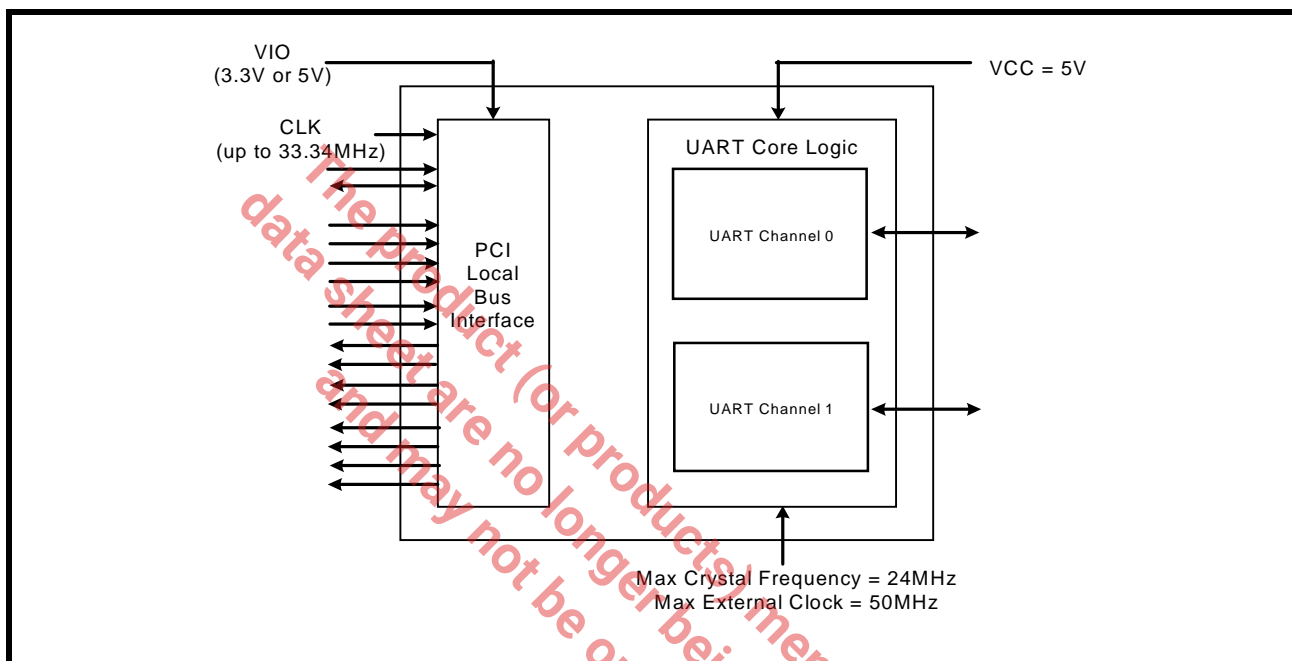 VIO
(3.3V or 5V)
VCC = 5V
CLK
(up to 33.34MHz)
UART Core Logic
UART Channel 0
PCI
Local
Bus
Interface
UART Channel 1
Max Crystal Frequency = 24MHz
Max External Clock = 50MHz
The product (or products) men
data sheet are no longer bei
and may not be o